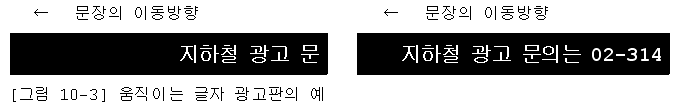 ← 문장의 이동방향
지하철 광고 문
← 문장의 이동방향
지하철 광고 문의는 02-314
[그림 10-3] 움직이는 글자 광고판의 예